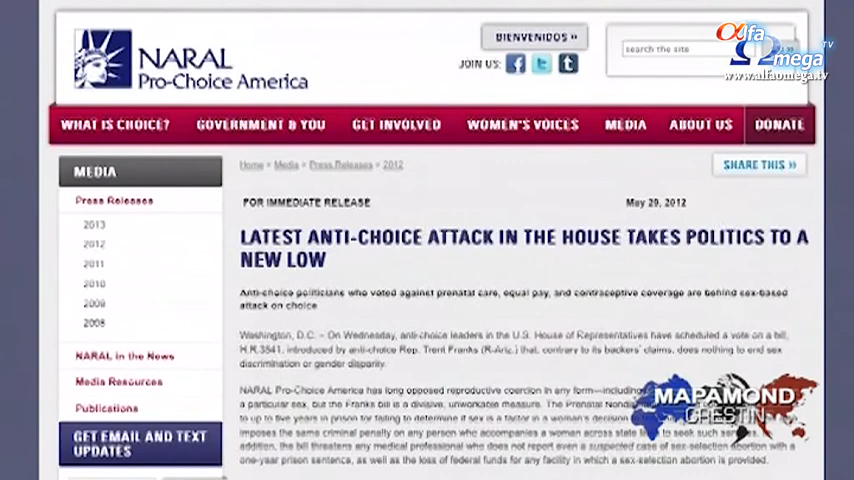 αlfa
Ωmega TV
www.alfaomega.tv
NARAL
Pro-Choice America
BIENVENIDOS »
JOIN US:
search the site
WHAT IS CHOICE?
GOVERNMENT & YOU
GET INVOLVED
WOMEN'S VOICES
MEDIA
ABOUT US
DONATE
MEDIA
Press Releases
2013
2012
2011
2010
2009
2008
NARAL in the News
Media Resources
Publications
GET EMAIL AND TEXT
UPDATES
Home > Media > Press Releases > 2012
SHARE THIS »
FOR IMMEDIATE RELEASE
May 29, 2012
LATEST ANTI-CHOICE ATTACK IN THE HOUSE TAKES POLITICS TO A
NEW LOW
Anti-choice politicians who voted against prenatal care, equal pay, and contraceptive coverage are behind sex-based
attack on choice
Washington, D.C. – On Wednesday, anti-choice leaders in the U.S. House of Representatives have scheduled a vote on a bill,
H.R.3541, introduced by anti-choice Rep. Trent Franks (R-Ariz.) that, contrary to its backers' claims, does nothing to end sex
discrimination or gender disparity.
NARAL Pro-Choice America has long opposed reproductive coercion in any form—including
a particular sex, but the Franks bill is a divisive, unworkable measure. The Prenatal
to up to five years in prison for failing to determine if sex is a factor in a woman's decision to
imposes the same criminal penalty on any person who accompanies a woman across state to seek such
addition, the bill threatens any medical professional who does not report even a suspected case of sex-selection abortion with
one-year prison sentence, as well as the loss of federal funds for any facility in which a sex-selection abortion is provided.
MAPAMOND
CRESTIN